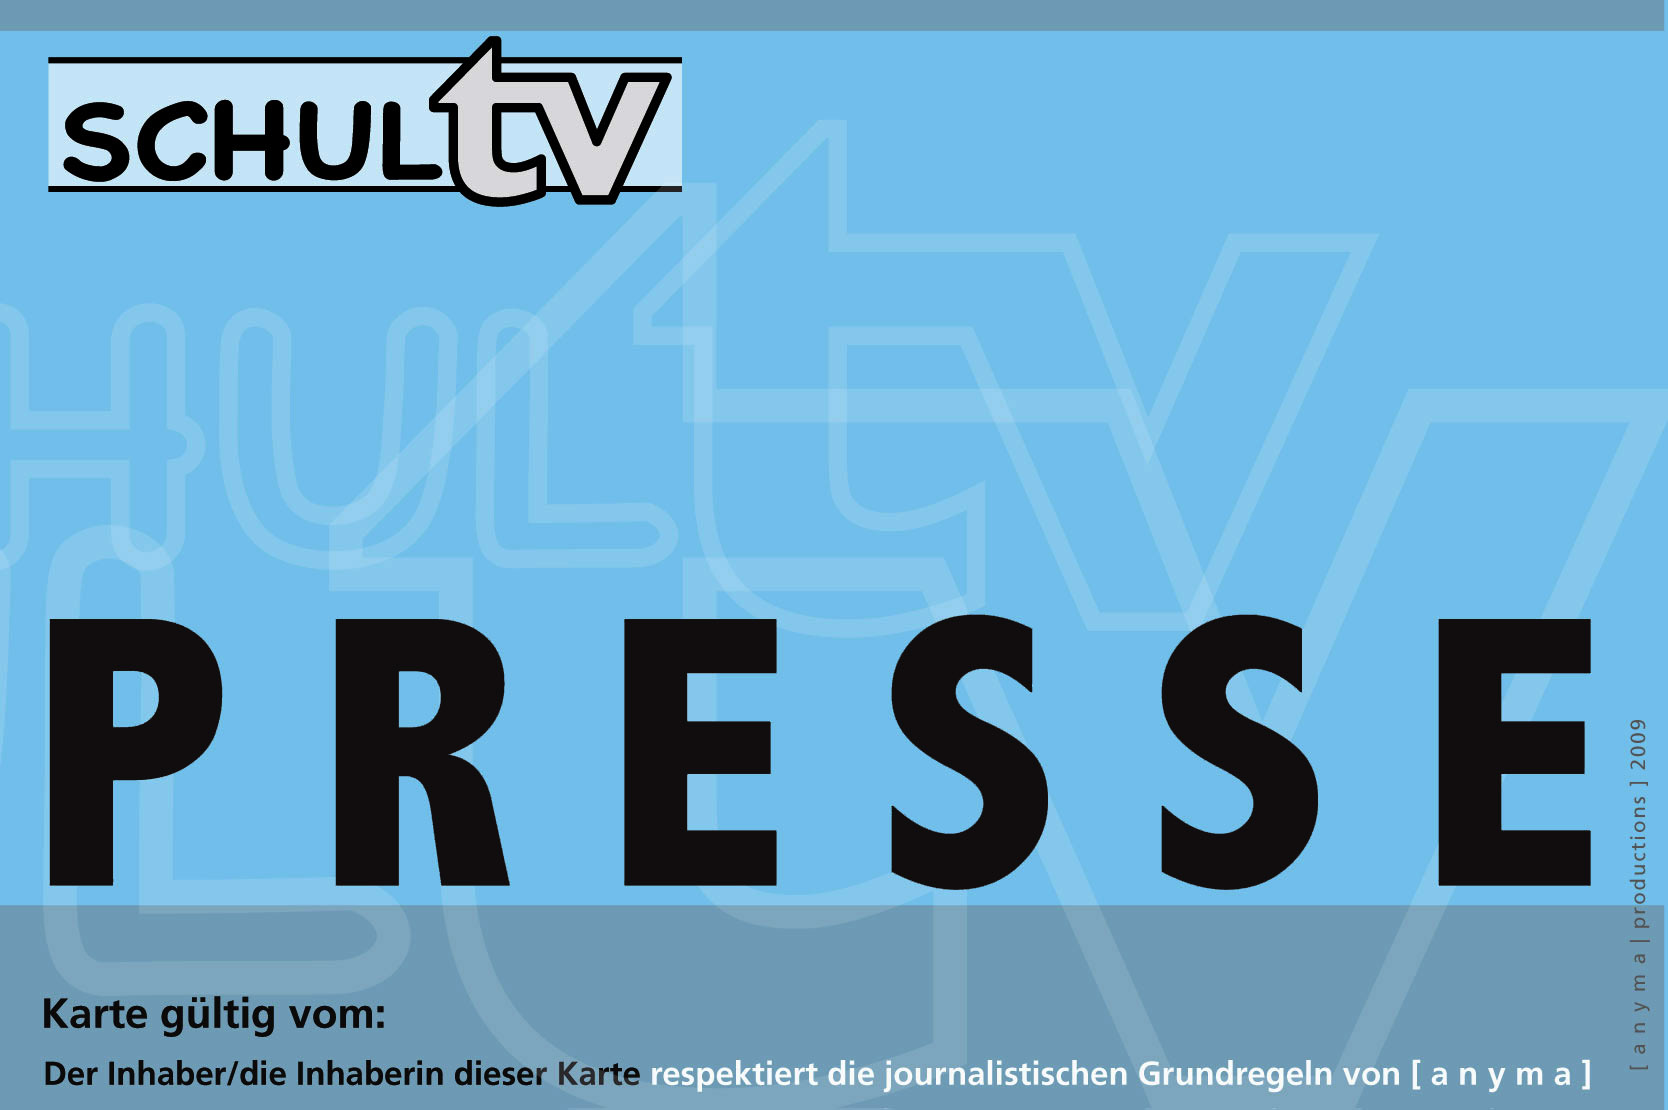 SCHULtv
PRESSE
Karte gültig vom:
Der Inhaber/die Inhaberin dieser Karte respektiert die journalistischen Grundregeln von [ a n y m a ]
[ a n y m a | productions ] 2009